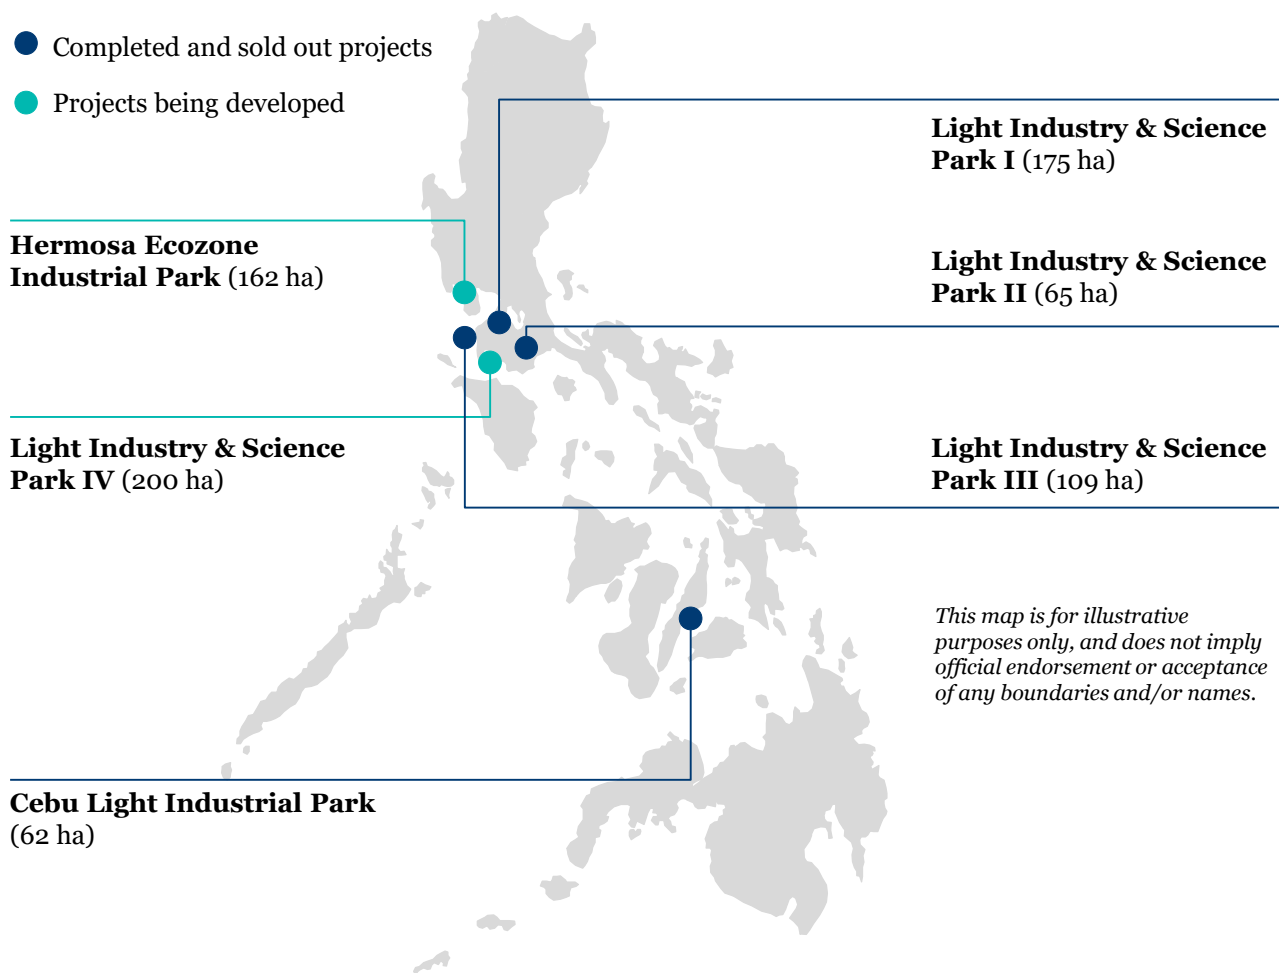 Completed and sold out projects
Projects being developed
Light Industry & Science
Park I (175 ha)
Hermosa Ecozone
Industrial Park (162 ha)
Light Industry & Science
Park II (65 ha)
Light Industry & Science
Park IV (200 ha)
Light Industry & Science
Park III (109 ha)
This map is for illustrative
purposes only, and does not imply
official endorsement or acceptance
of any boundaries and/or names.
Cebu Light Industrial Park
(62 ha)